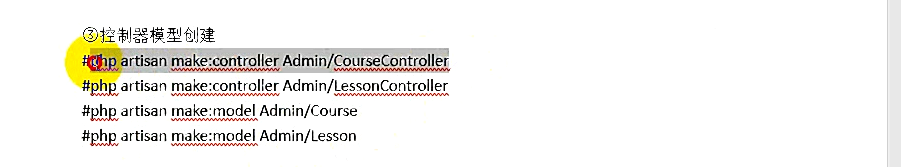 ③控制器模型创建
#php artisan make:controller Admin/CourseController
#php artisan make:controller Admin/LessonController
#php artisan make:model Admin/Course
#php artisan make:model Admin/Lesson